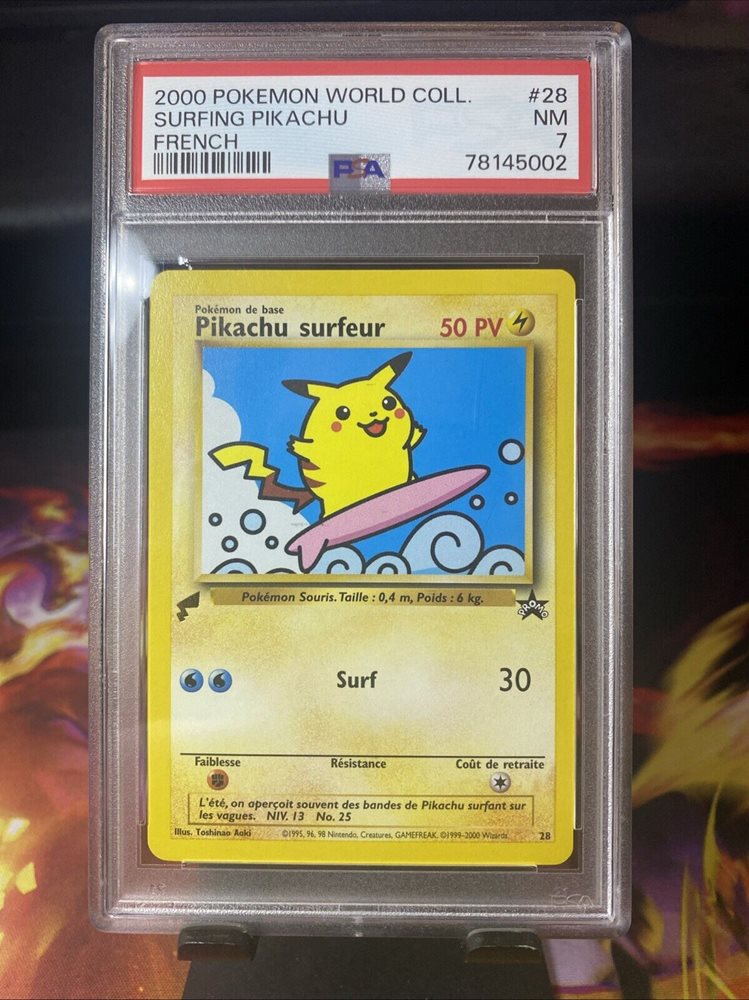 2000 POKEMON WORLD COLL. #28
SURFING PIKACHU NM
FRENCH 7
PSA 78145002
Pokémon de base
Pikachu surfeur 50 PV
Pokémon Souris. Taille : 0,4 m, Poids : 6 kg.
PROMO
Surf 30
Faiblesse Résistance Coût de retraite
L'été, on aperçoit souvent des bandes de Pikachu surfant sur
les vagues. NIV. 13 No. 25
Illus. Toshinao Aoki ©1995, 96, 98 Nintendo, Creatures, GAMEFREAK. ©1999-2000 Wizards. 28